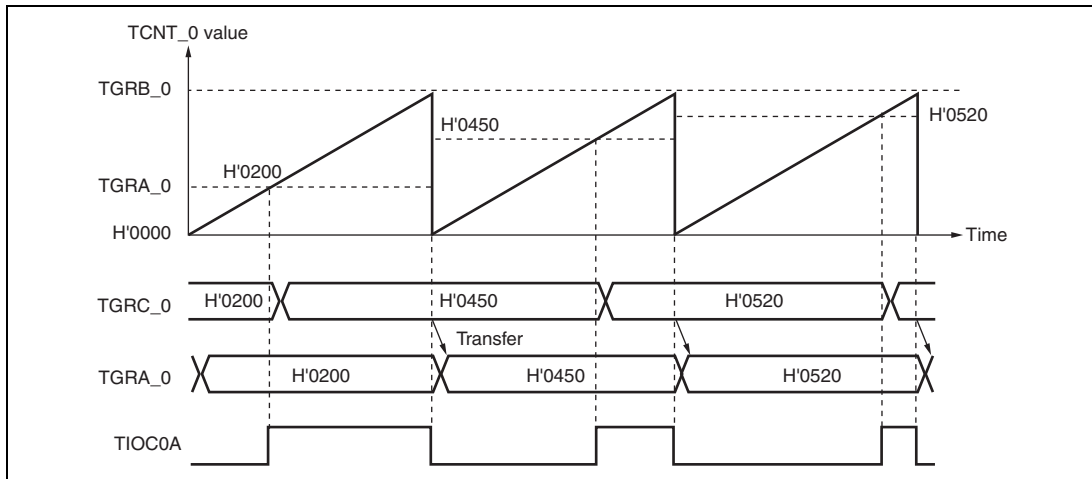 TCNT_0 value
TGRB_0
H'0520
H'0450
H'0200
TGRA_0
H'0000
Time
TGRC_0
H'0200
H'0450
H'0520
Transfer
TGRA_0
H'0200
H'0450
H'0520
TIOC0A